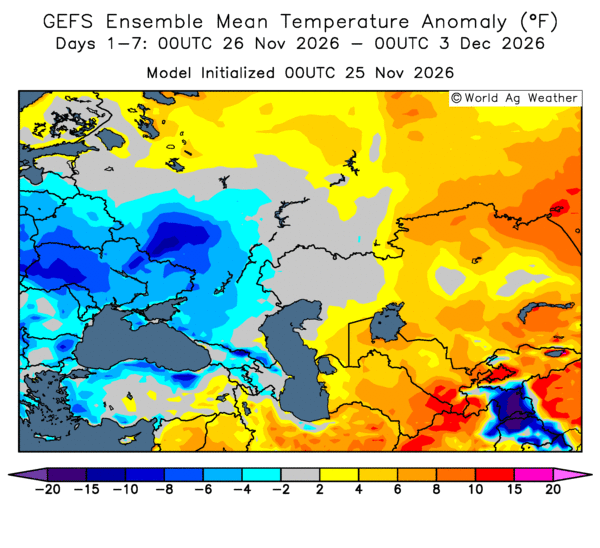 GEFS Ensemble Mean Temperature Anomaly (°F)
Days 1−7: 00UTC 26 Nov 2026 − 00UTC 3 Dec 2026
Model Initialized 00UTC 25 Nov 2026
©World Ag Weather
−20 −15 −10 −8 −6 −4 −2 2 4 6 8 10 15 20